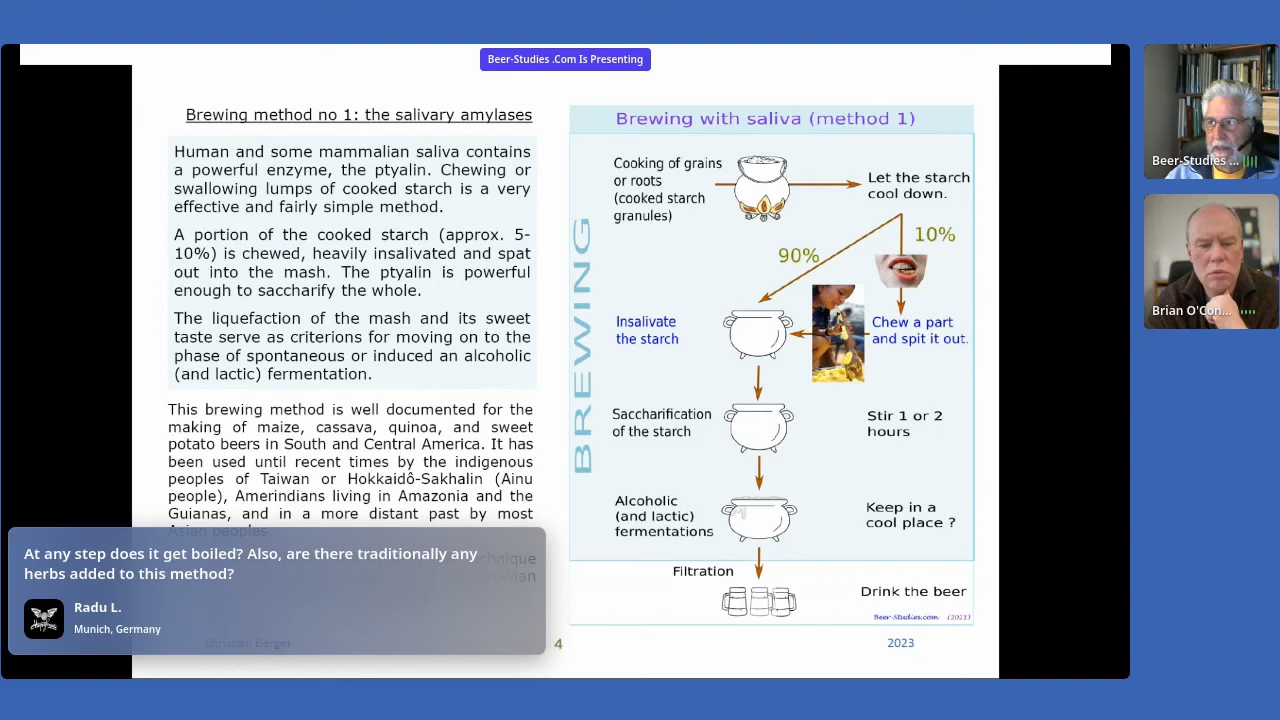 Beer-Studies .Com Is Presenting
Brewing method no 1: the salivary amylases
Human and some mammalian saliva contains
a powerful enzyme, the ptyalin. Chewing or
swallowing lumps of cooked starch is a very
effective and fairly simple method.
A portion of the cooked starch (approx. 5-
10%) is chewed, heavily insalivated and spat
out into the mash. The ptyalin is powerful
enough to saccharify the whole.
The liquefaction of the mash and its sweet
taste serve as criterions for moving on to the
phase of spontaneous or induced an alcoholic
(and lactic) fermentation.
This brewing method is well documented for the
making of maize, cassava, quinoa, and sweet
potato beers in South and Central America. It has
been used until recent times by the indigenous
peoples of Taiwan or Hokkaidô-Sakhalin (Ainu
people), Amerindians living in Amazonia and the
Guianas, and in a more distant past by most
Asian peoples.
Christian Berger
4
2023
Brewing with saliva (method 1)
BREWING
Cooking of grains
or roots
(cooked starch
granules)
Let the starch
cool down.
90%
10%
Insalivate
the starch
Chew a part
and spit it out.
Saccharification
of the starch
Stir 1 or 2
hours
Alcoholic
(and lactic)
fermentations
Keep in a
cool place ?
Filtration
Drink the beer
Beer-Studies.com (2021)
At any step does it get boiled? Also, are there traditionally any
herbs added to this method?
Radu L.
Munich, Germany
Beer-Studies ...
Brian O'Con...